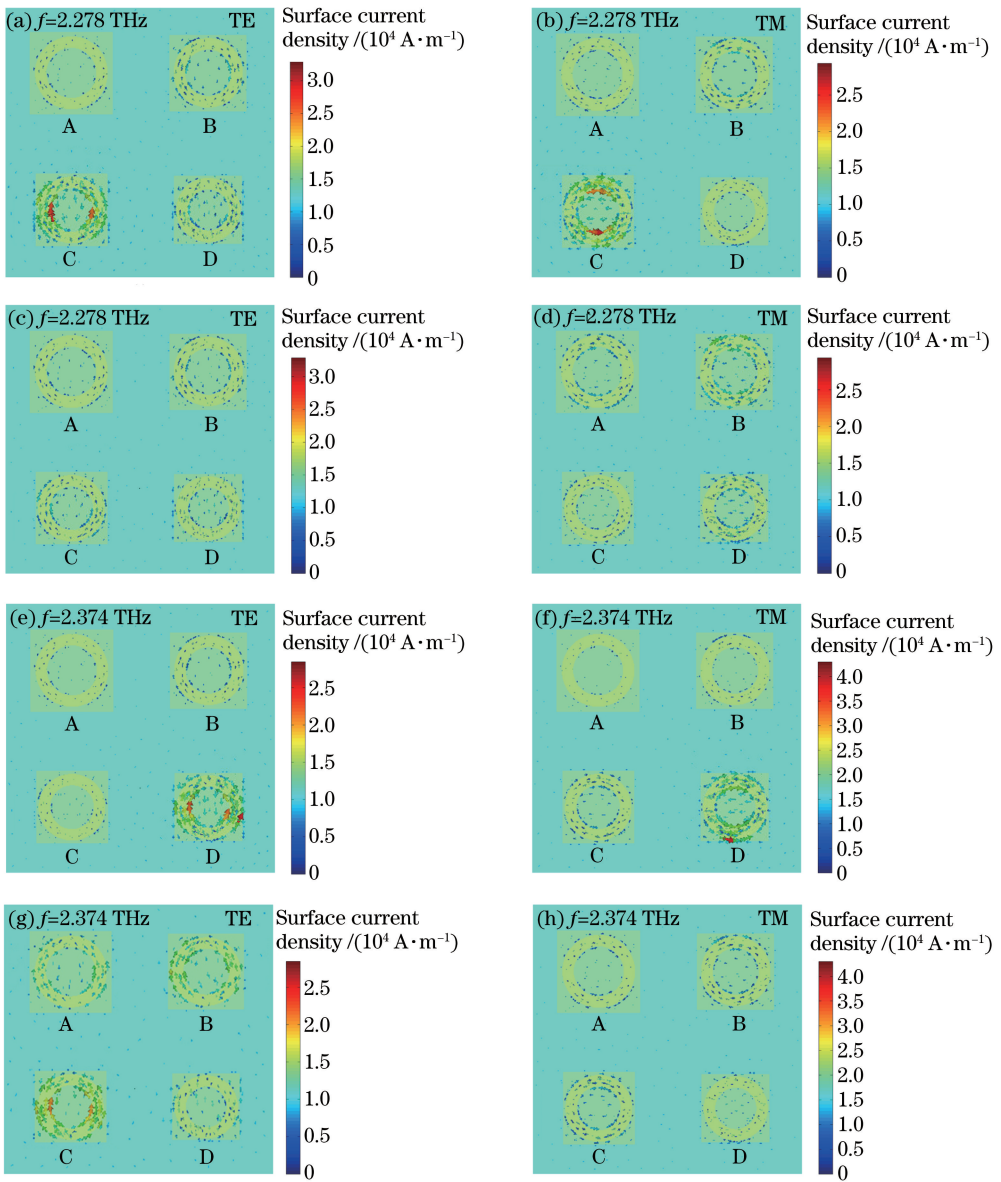 (a) f=2.278 THz TE
Surface current
density /(10⁴ A·m⁻¹)
3.0
2.5
2.0
1.5
1.0
0.5
0
A B
C D
(b) f=2.278 THz TM
Surface current
density /(10⁴ A·m⁻¹)
2.5
2.0
1.0
0.5
0
A B
C D
(c) f=2.278 THz TE
Surface current
density /(10⁴ A·m⁻¹)
3.0
2.5
2.0
1.5
1.0
0.5
0
A B
C D
(d) f=2.278 THz TM
Surface current
density /(10⁴ A·m⁻¹)
2.5
2.0
1.5
1.0
0.5
0
A B
C D
(e) f=2.374 THz TE
Surface current
density /(10⁴ A·m⁻¹)
2.5
2.0
1.5
1.0
0.5
0
A B
C D
(f) f=2.374 THz TM
Surface current
density /(10⁴ A·m⁻¹)
4.0
3.5
3.0
2.5
2.0
1.5
1.0
0.5
0
A B
C D
(g) f=2.374 THz TE
Surface current
density /(10⁴ A·m⁻¹)
2.5
2.0
1.5
1.0
0.5
0
A B
C D
(h) f=2.374 THz TM
Surface current
density /(10⁴ A·m⁻¹)
4.0
3.5
3.0
2.5
2.0
1.5
1.0
0.5
0
A B
C D